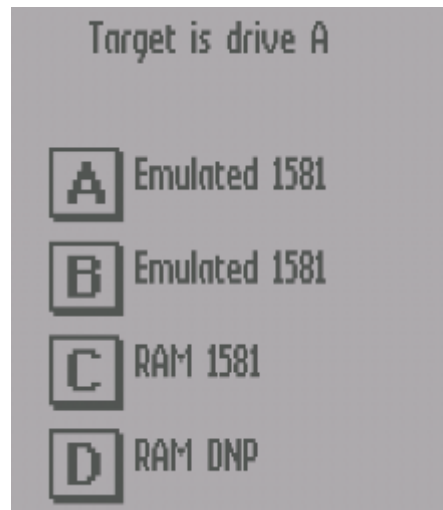 Target is drive A
A Emulated 1581
B Emulated 1581
C RAM 1581
D RAM DNP